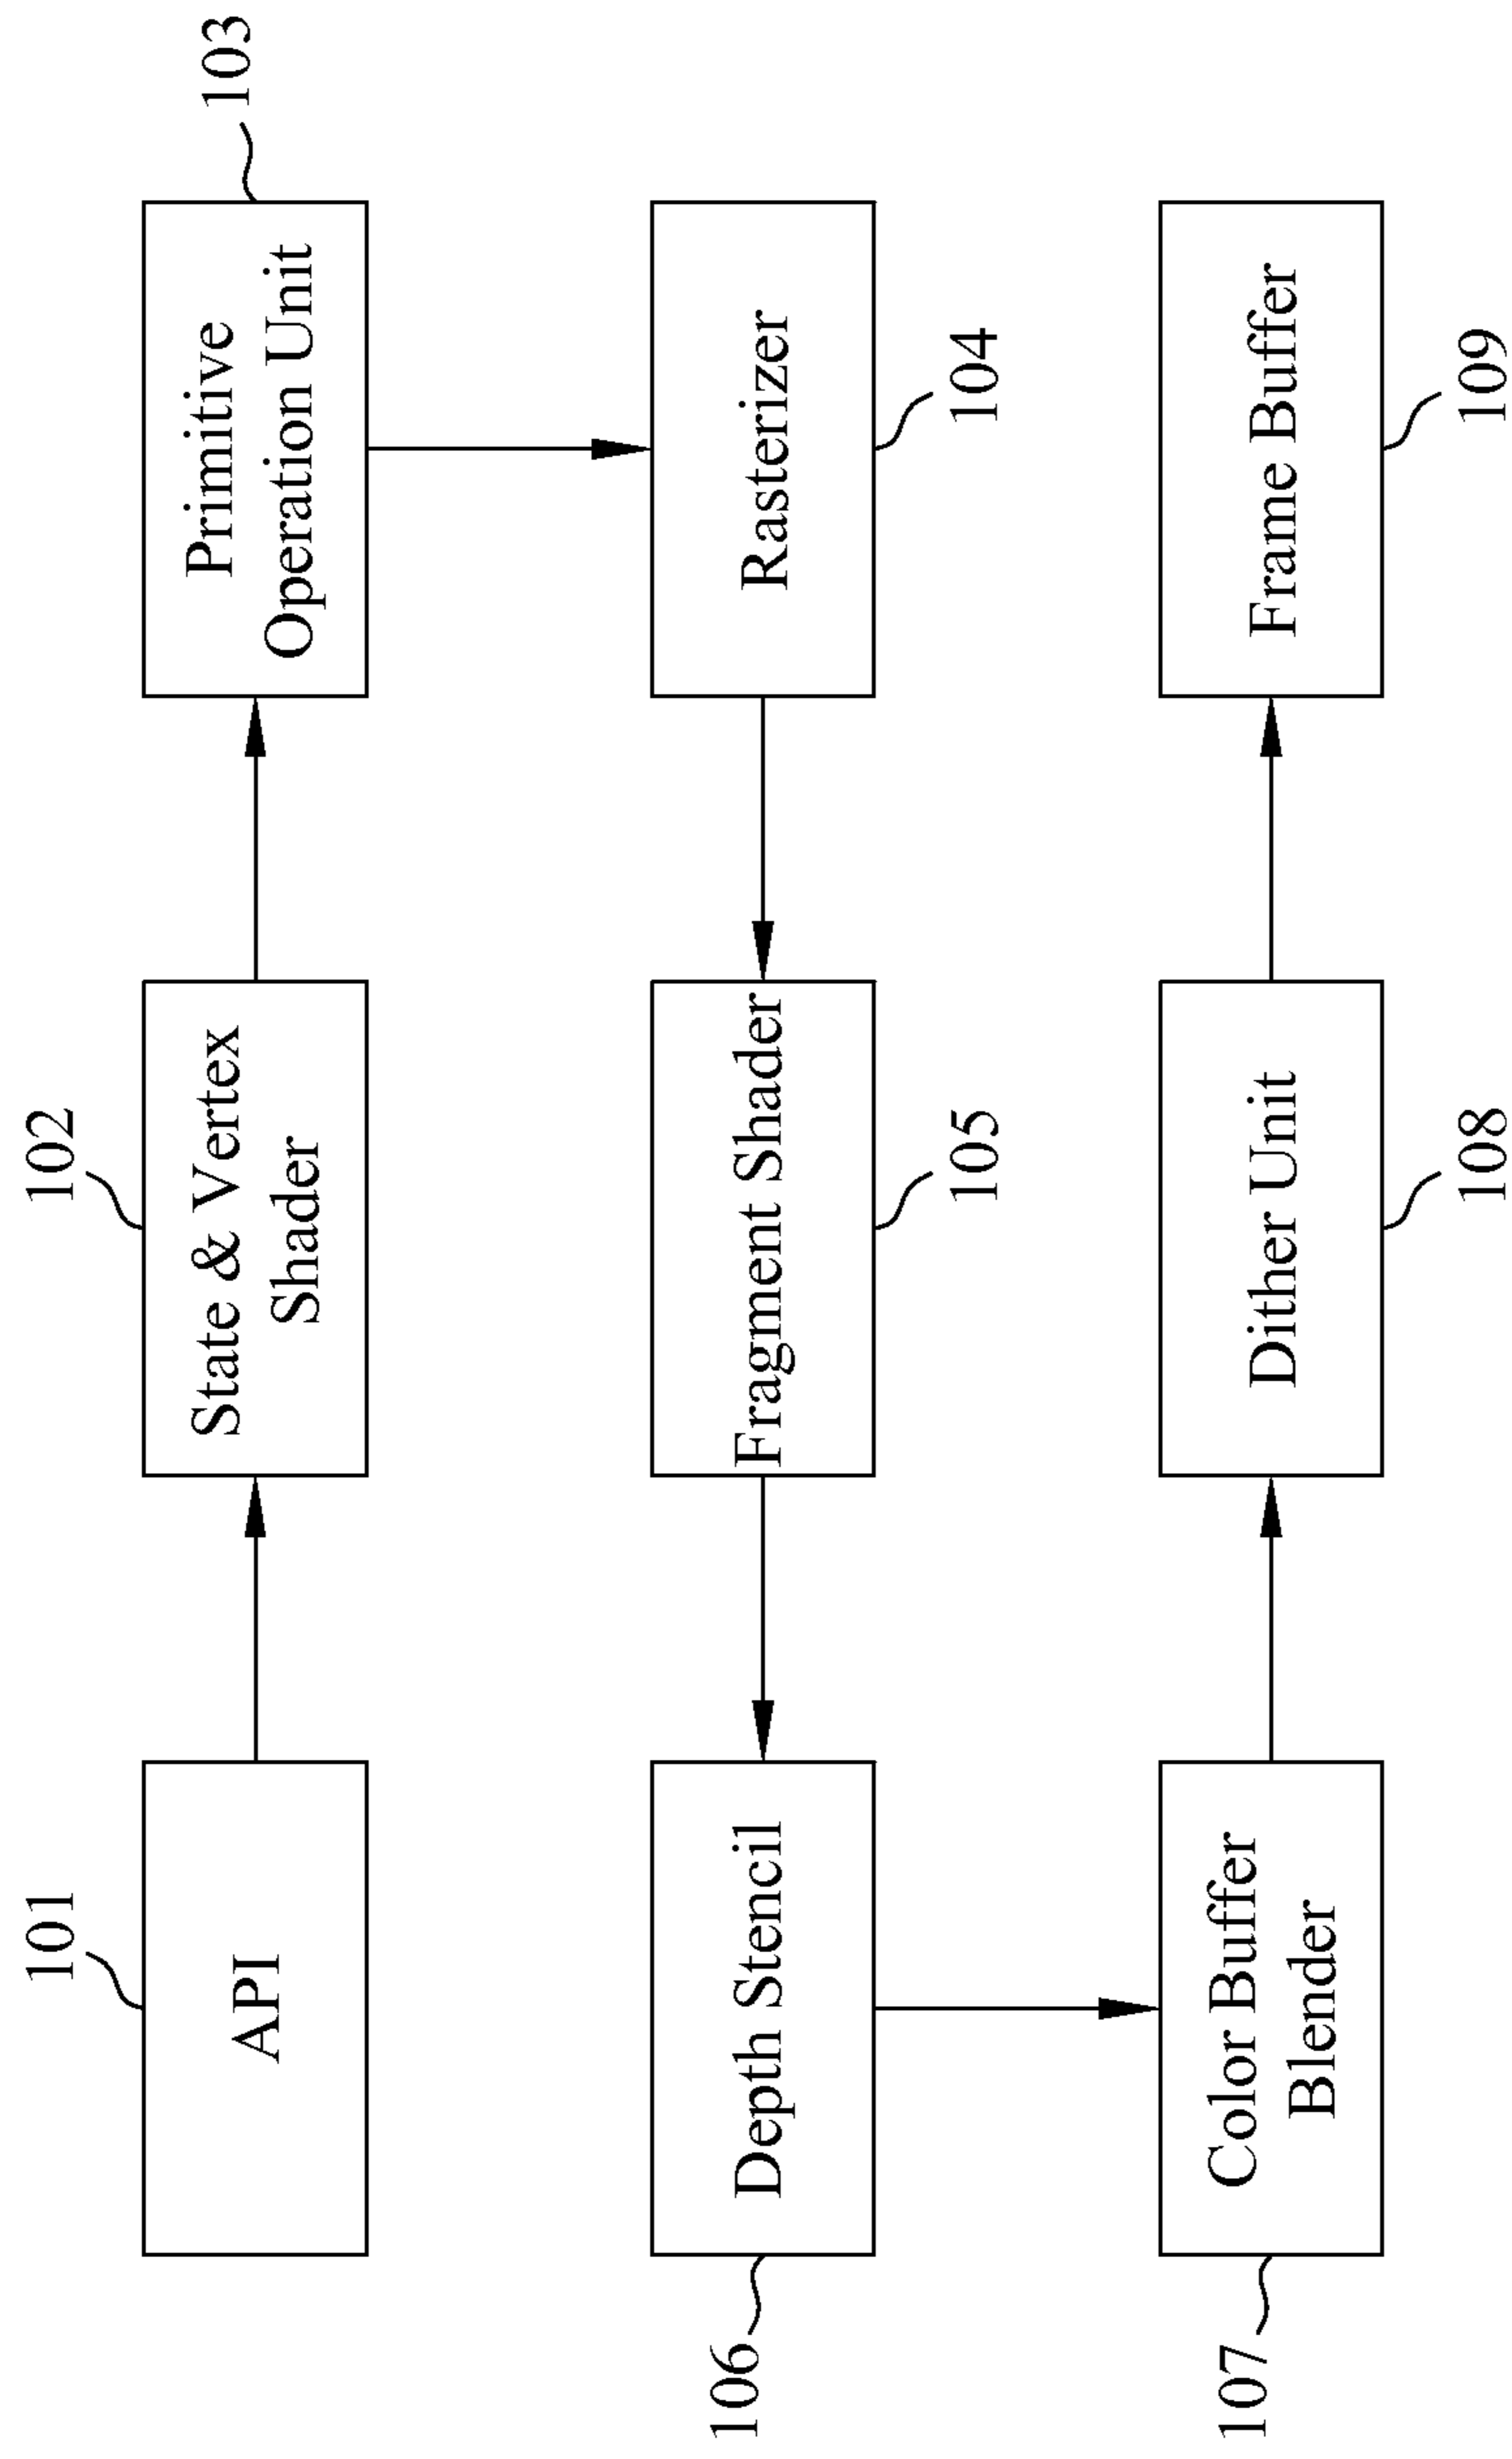 101
API
102
State & Vertex
Shader
103
Primitive
Operation Unit
106
Depth Stencil
Fragment Shader
105
Rasterizer
104
107
Color Buffer
Blender
Dither Unit
108
Frame Buffer
109